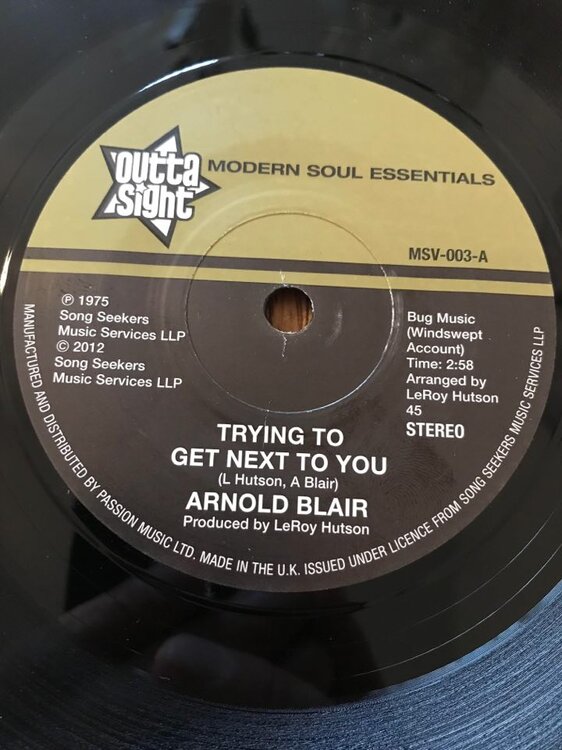 outta
sight
MODERN SOUL ESSENTIALS
MSV-003-A
℗ 1975
Song Seekers
Music Services LLP
© 2012
Song Seekers
Music Services LLP
Bug Music
(Windswept
Account)
Time: 2:58
Arranged by
LeRoy Hutson
45
STEREO
TRYING TO
GET NEXT TO YOU
(L Hutson, A Blair)
ARNOLD BLAIR
Produced by LeRoy Hutson
MANUFACTURED AND DISTRIBUTED BY PASSION MUSIC LTD. MADE IN THE U.K. ISSUED UNDER LICENCE FROM SONG SEEKERS MUSIC SERVICES LLP